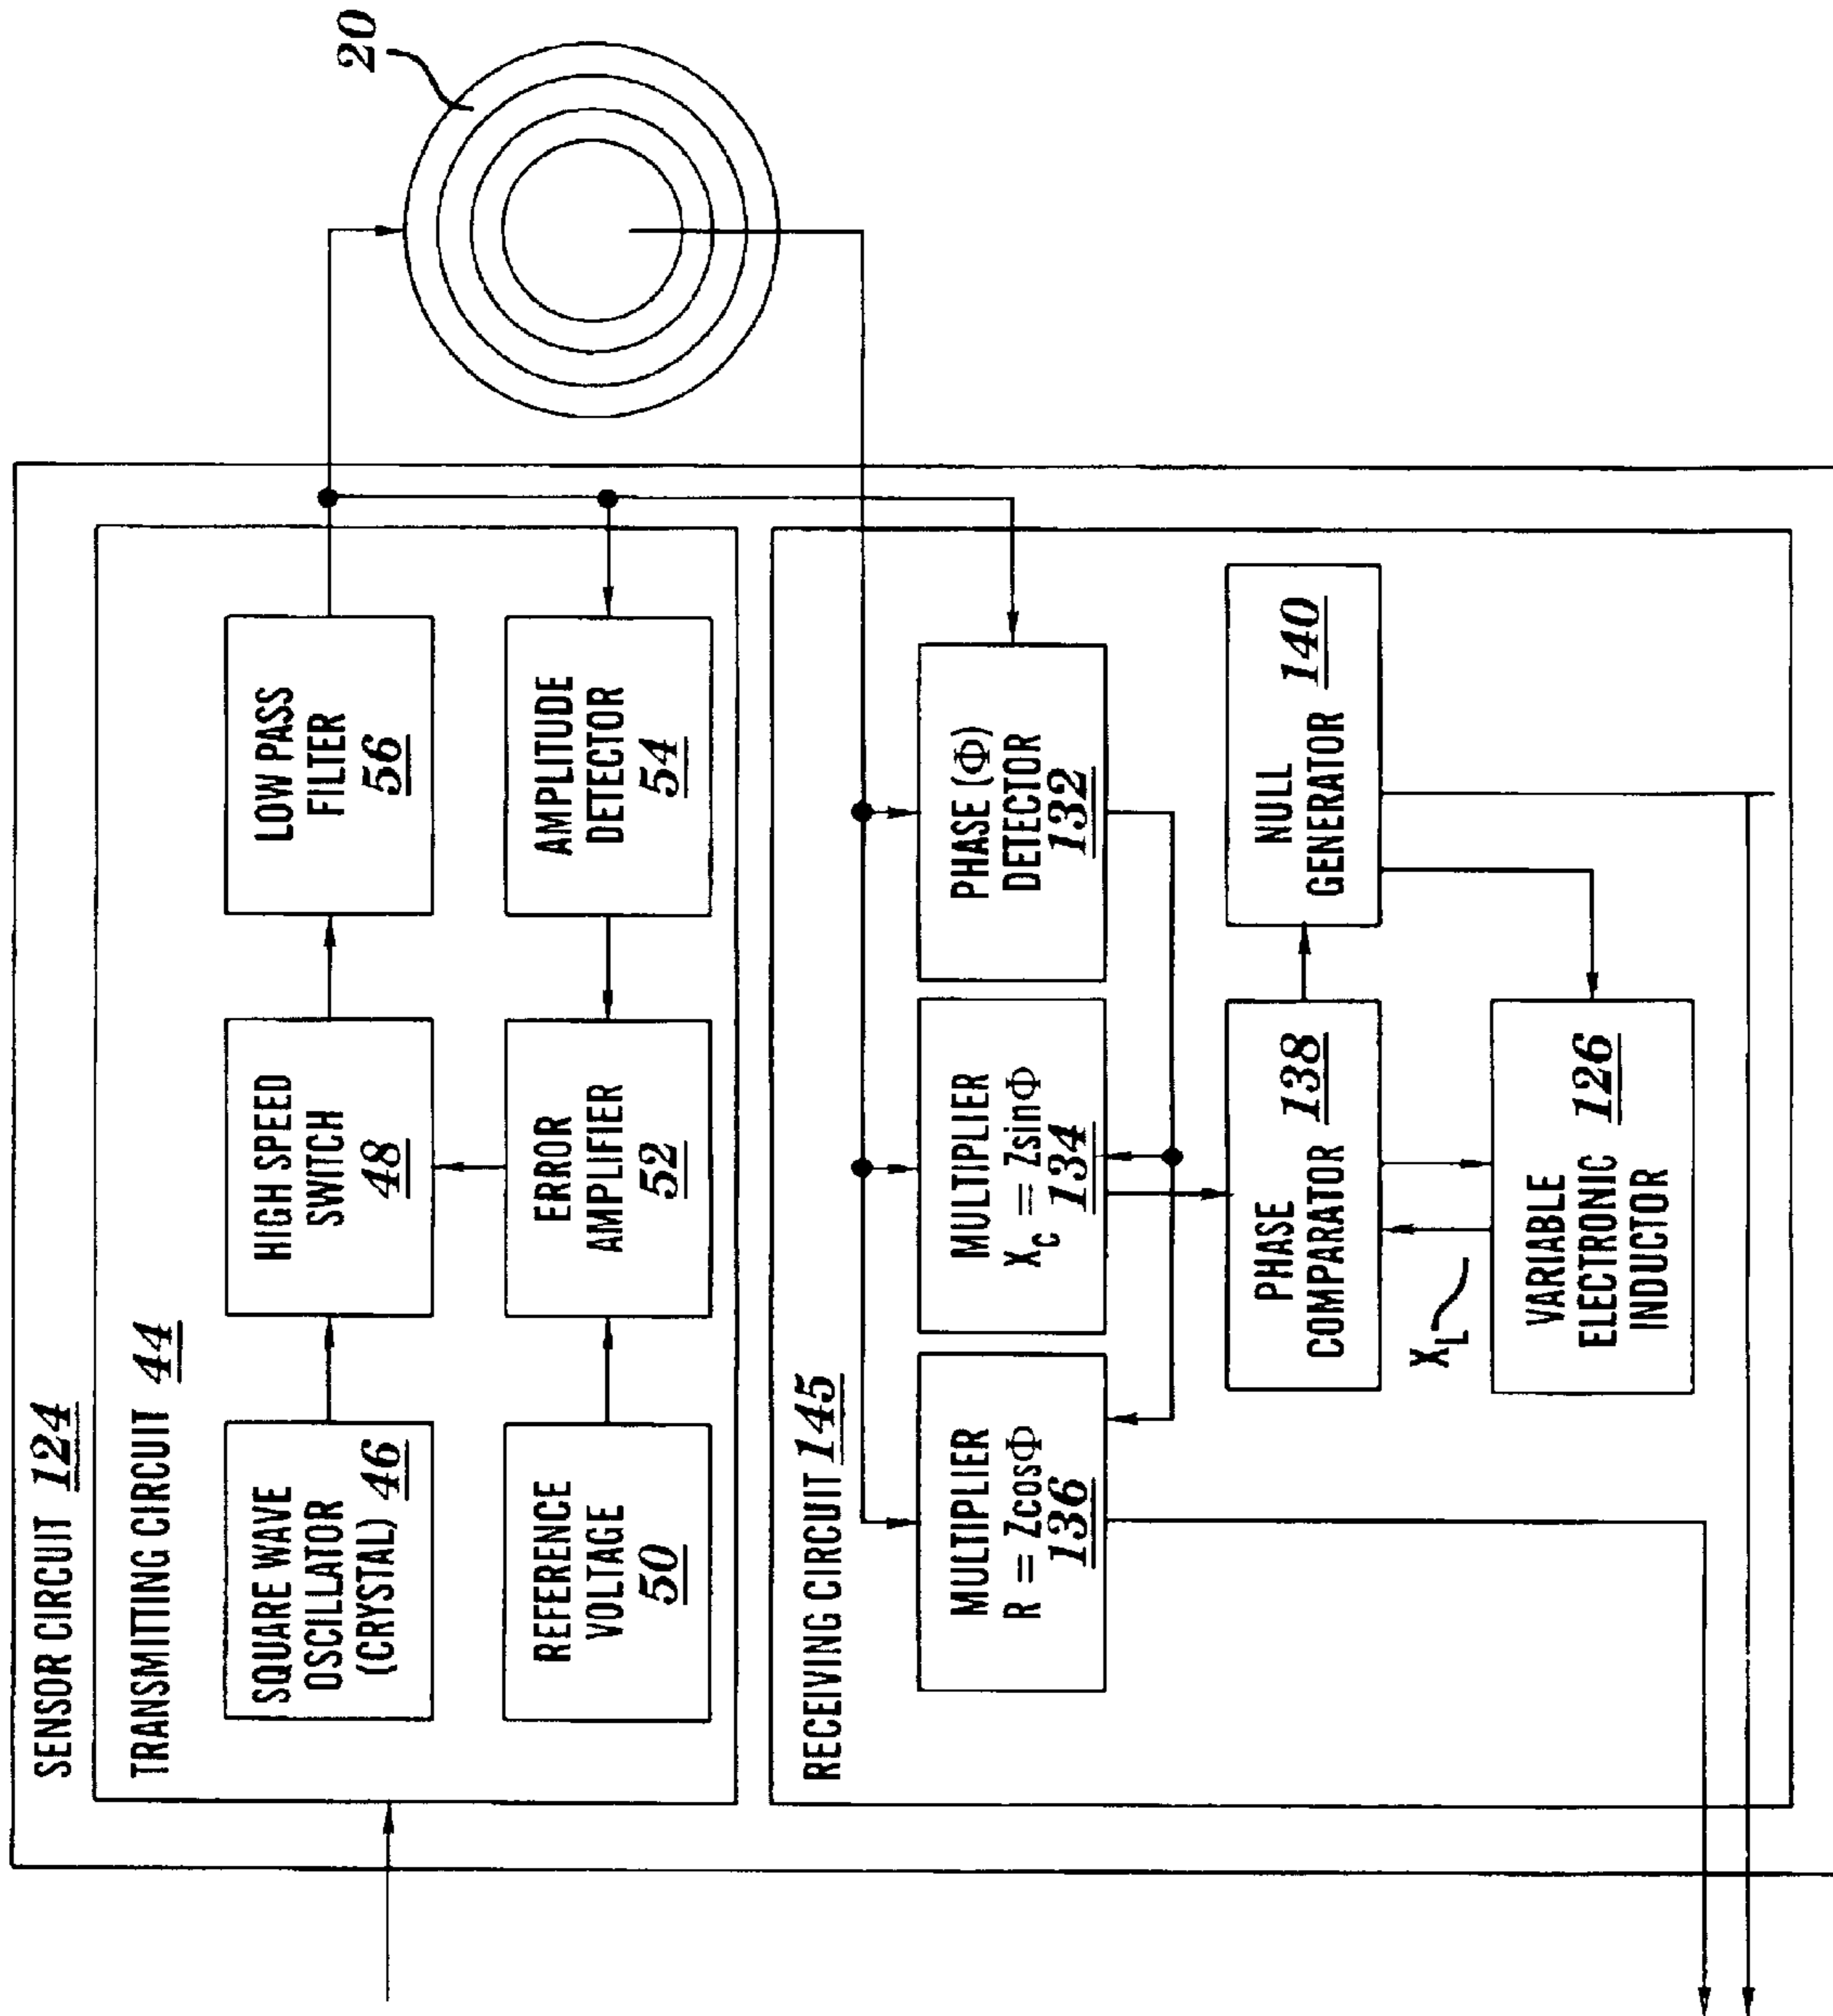 SENSOR CIRCUIT 124
TRANSMITTING CIRCUIT 44
SQUARE WAVE
OSCILLATOR
(CRYSTAL) 46
HIGH SPEED
SWITCH
48
LOW PASS
FILTER
56
REFERENCE
VOLTAGE
50
ERROR
AMPLIFIER
52
AMPLITUDE
DETECTOR
54
20
RECEIVING CIRCUIT 145
MULTIPLIER
R = ZcosΦ
136
MULTIPLIER
X_C = ZsinΦ
134
PHASE (Φ)
DETECTOR
132
PHASE
COMPARATOR 138
NULL
GENERATOR 140
X_L
VARIABLE
ELECTRONIC 126
INDUCTOR